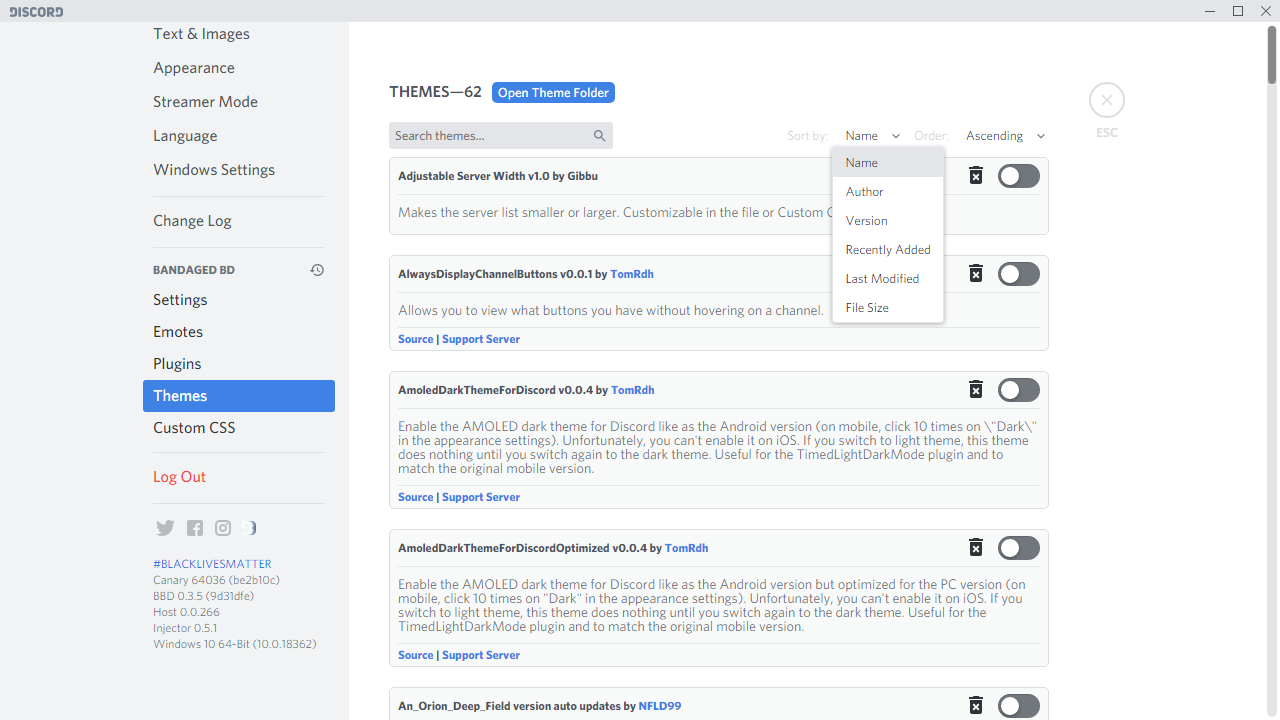 DISCORD
Text & Images
Appearance
Streamer Mode
Language
Windows Settings
Change Log
BANDAGED BD
Settings
Emotes
Plugins
Themes
Custom CSS
Log Out
#BLACKLIVESMATTER
Canary 64036 (be2b10c)
BBD 0.3.5 (9d31dfe)
Host 0.0.266
Injector 0.5.1
Windows 10 64-Bit (10.0.18362)
THEMES—62 Open Theme Folder
ESC
Search themes...
Sort by: Name Order: Ascending
Name
Author
Version
Recently Added
Last Modified
File Size
Adjustable Server Width v1.0 by Gibbu
Makes the server list smaller or larger. Customizable in the file or Custom
AlwaysDisplayChannelButtons v0.0.1 by TomRdh
Allows you to view what buttons you have without hovering on a channel.
Source | Support Server
AmoledDarkThemeForDiscord v0.0.4 by TomRdh
Enable the AMOLED dark theme for Discord like as the Android version (on mobile, click 10 times on \"Dark\"
in the appearance settings). Unfortunately, you can't enable it on iOS. If you switch to light theme, this theme
does nothing until you switch again to the dark theme. Useful for the TimedLightDarkMode plugin and to
match the original mobile version.
Source | Support Server
AmoledDarkThemeForDiscordOptimized v0.0.4 by TomRdh
Enable the AMOLED dark theme for Discord like as the Android version but optimized for the PC version (on
mobile, click 10 times on "Dark" in the appearance settings). Unfortunately, you can't enable it on iOS. If you
switch to light theme, this theme does nothing until you switch again to the dark theme. Useful for the
TimedLightDarkMode plugin and to match the original mobile version.
Source | Support Server
An_Orion_Deep_Field version auto updates by NFLD99